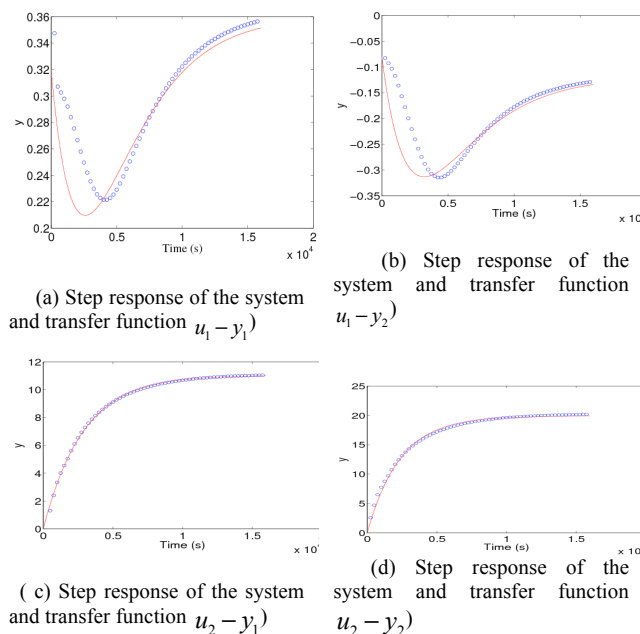 0.36
0.34
0.32
0.3
0.28
0.26
0.24
0.22
0.2
y
0 0.5 1 1.5 2
Time (s)
x 10⁴
(a) Step response of the system
and transfer function u₁ − y₁)
0
−0.05
−0.1
−0.15
−0.2
−0.25
−0.3
−0.35
y
0 0.5 1 1.5
Time (s)
x 10
(b) Step response of the
system and transfer function
u₁ − y₂)
12
10
8
6
4
2
0
y
0 0.5 1 1.5
Time (s)
x 10
( c) Step response of the system
and transfer function u₂ − y₁)
25
20
15
10
5
0
y
0 0.5 1 1.5
Time (s)
x 10
(d) Step response of the
system and transfer function
u₂ − y₂)